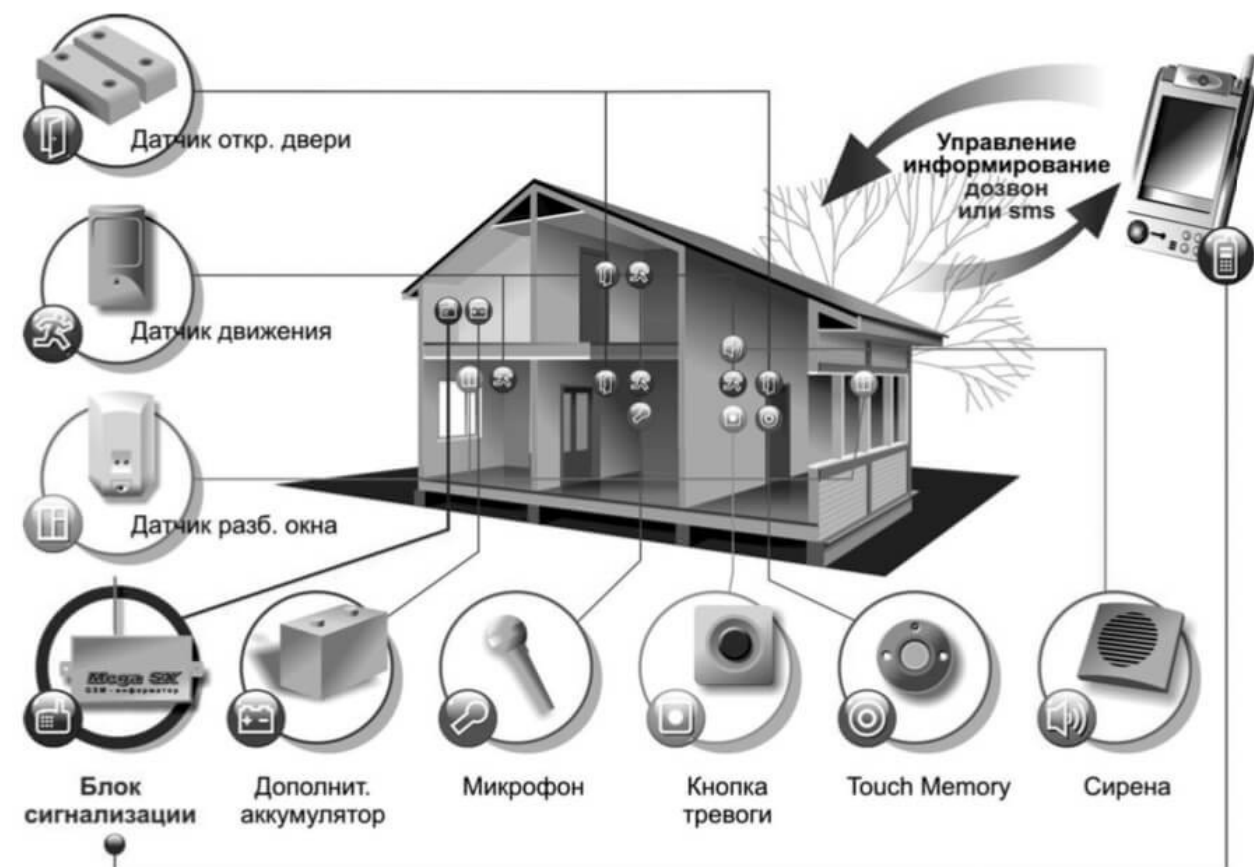 Датчик откр. двери
Управление
информирование
дозвон
или sms
Датчик движения
Датчик разб. окна
Mega SX
GSM - информатор
Блок
сигнализации
Дополнит.
аккумулятор
Микрофон
Кнопка
тревоги
Touch Memory
Сирена